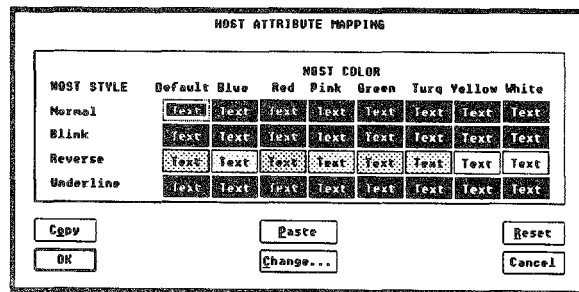 HOST ATTRIBUTE MAPPING
HOST COLOR
HOST STYLE Default Blue Red Pink Green Turq Yellow White
Normal Text Text Text Text Text Text Text Text
Blink Text Text Text Text Text Text Text Text
Reverse Text Text Text Text Text Text Text Text
Underline Text Text Text Text Text Text Text Text
Copy Paste Reset
OK Change... Cancel